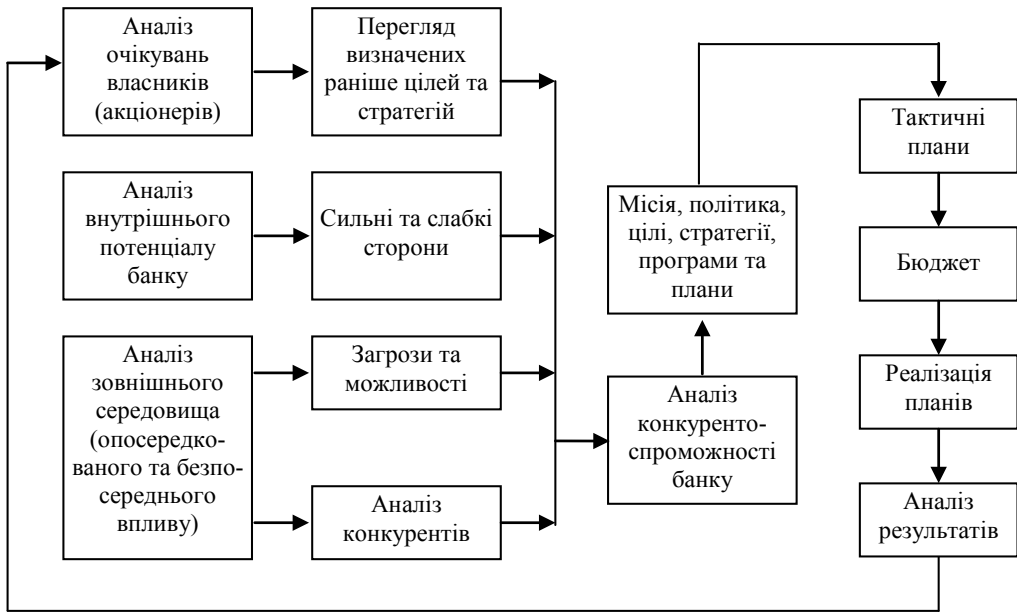 Аналіз
очікувань
власників
(акціонерів)
Перегляд
визначених
раніше цілей та
стратегій
Аналіз
внутрішнього
потенціалу
банку
Сильні та слабкі
сторони
Аналіз
зовнішнього
середовища
(опосередко-
ваного та безпо-
середнього
впливу)
Загрози та
можливості
Аналіз
конкурентів
Аналіз
конкуренто-
спроможності
банку
Місія, політика,
цілі, стратегії,
програми та
плани
Тактичні
плани
Бюджет
Реалізація
планів
Аналіз
результатів